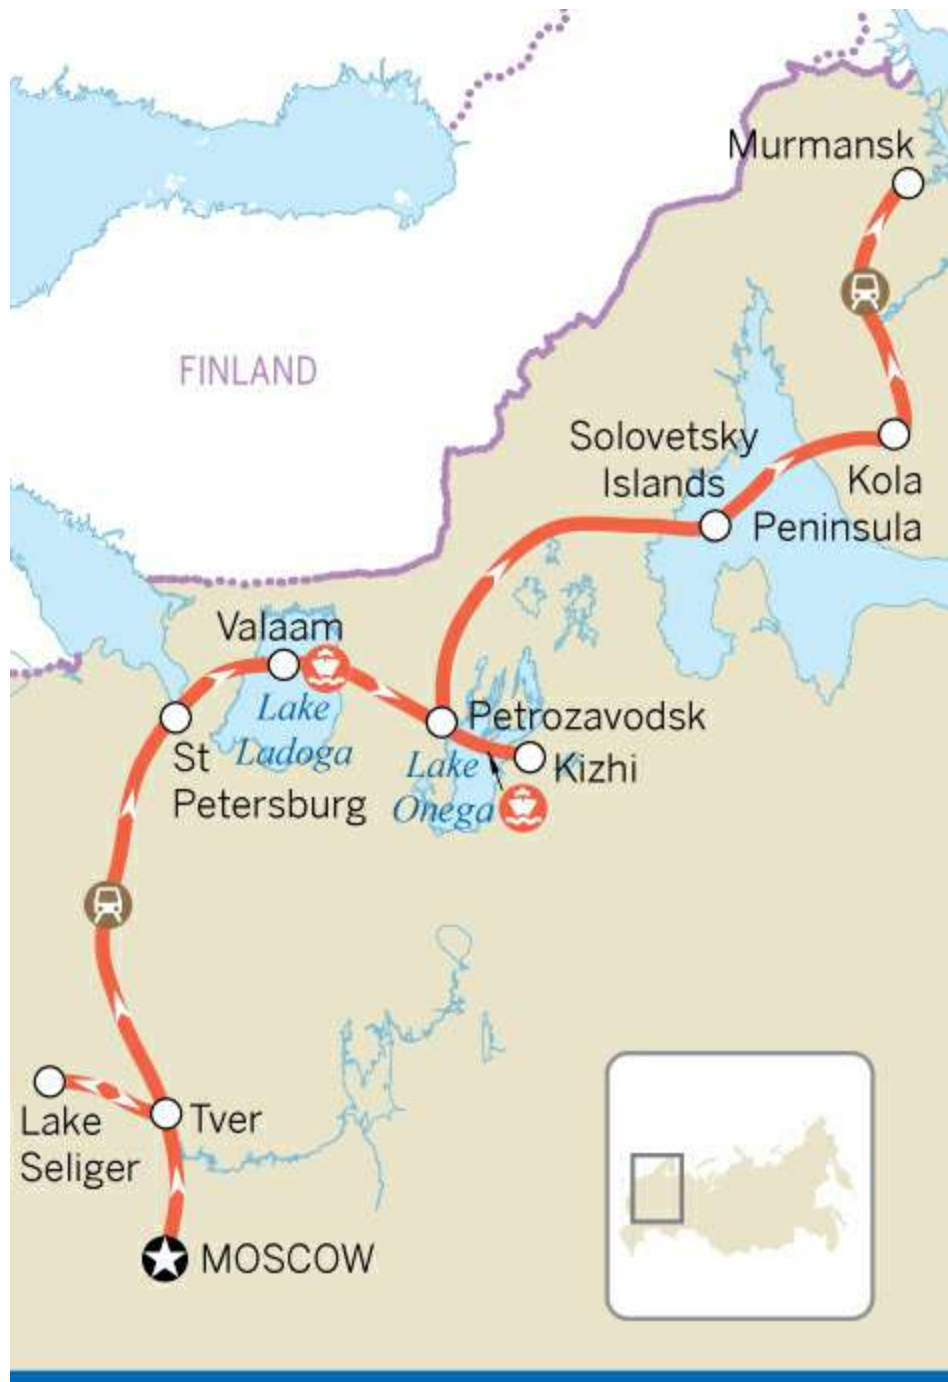 Murmansk
FINLAND
Solovetsky
Islands
Kola
Peninsula
Valaam
Lake
Ladoga
St
Petersburg
Petrozavodsk
Lake
Onega
Kizhi
Lake
Seliger
Tver
MOSCOW